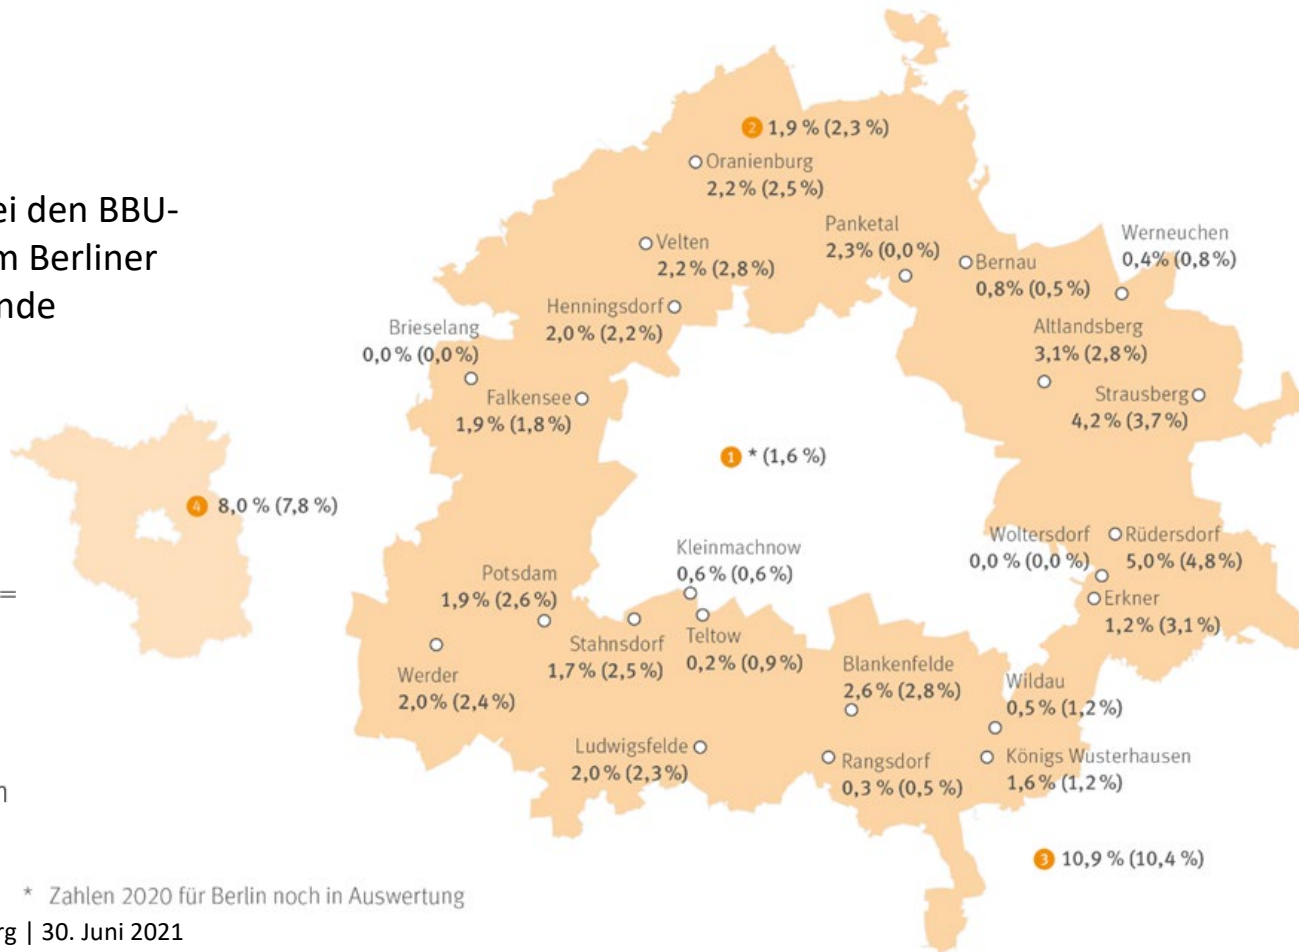 ei den BBU-
m Berliner
nde
2 1,9 % (2,3 %)
Oranienburg
2,2 % (2,5 %)
Velten
2,2 % (2,8 %)
Panketal
2,3% (0,0 %)
Bernau
0,8% (0,5 %)
Werneuchen
0,4% (0,8 %)
Henningsdorf
2,0 % (2,2 %)
Brieselang
0,0 % (0,0 %)
Altlandsberg
3,1% (2,8 %)
Falkensee
1,9 % (1,8 %)
Strausberg
4,2 % (3,7 %)
1 * (1,6 %)
4 8,0 % (7,8 %)
Woltersdorf
0,0 % (0,0 %)
Rüdersdorf
5,0 % (4,8 %)
Kleinmachnow
0,6 % (0,6 %)
=
Potsdam
1,9 % (2,6 %)
Erkner
1,2 % (3,1 %)
Stahnsdorf
1,7 % (2,5 %)
Teltow
0,2 % (0,9 %)
Werder
2,0 % (2,4 %)
Blankenfelde
2,6 % (2,8 %)
Wildau
0,5 % (1,2 %)
Ludwigsfelde
2,0 % (2,3 %)
Rangsdorf
0,3 % (0,5 %)
Königs Wusterhausen
1,6 % (1,2 %)
n
3 10,9 % (10,4 %)
* Zahlen 2020 für Berlin noch in Auswertung
rg | 30. Juni 2021